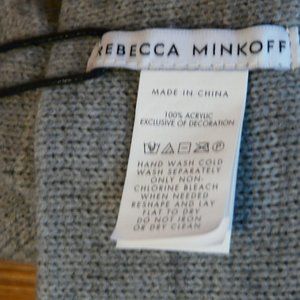 REBECCA MINKOFF
MADE IN CHINA
100% ACRYLIC
EXCLUSIVE OF DECORATION
HAND WASH COLD
WASH SEPARATELY
ONLY NON-
CHLORINE BLEACH
WHEN NEEDED
RESHAPE AND LAY
FLAT TO DRY
DO NOT IRON
OR DRY CLEAN